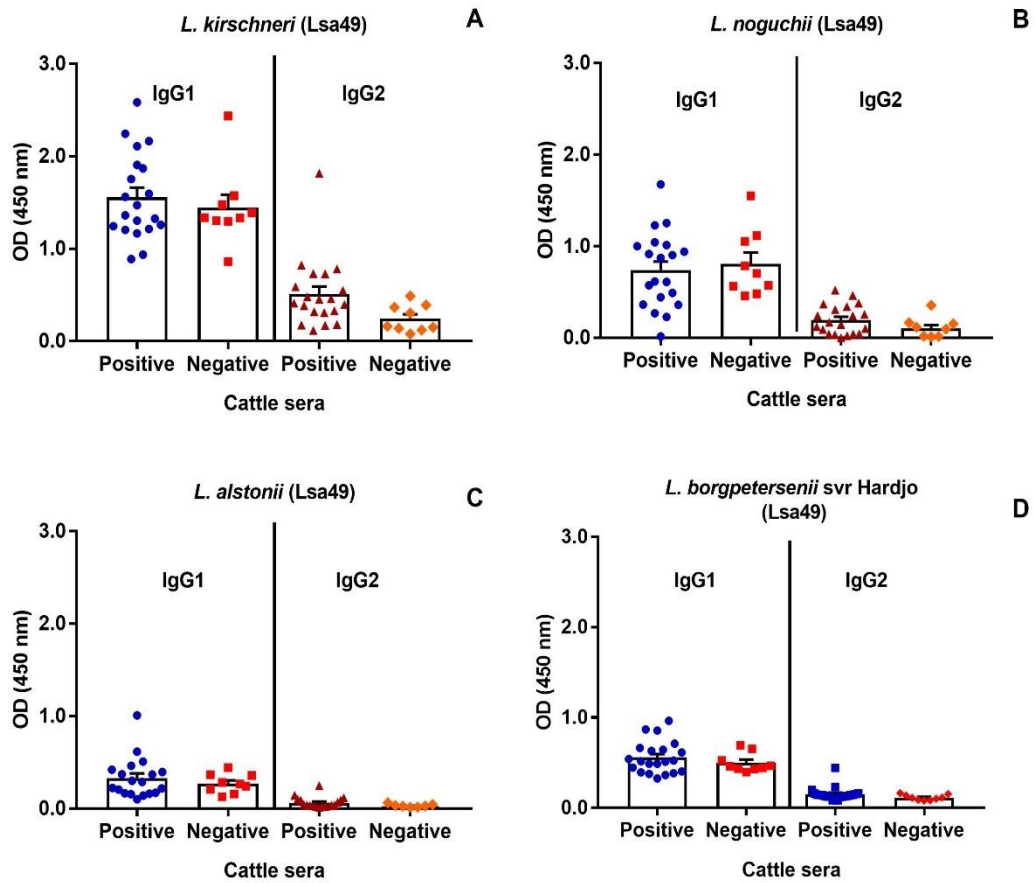 L. kirschneri (Lsa49)
A
OD (450 nm)
3.0
2.0
1.0
0.0
IgG1
IgG2
Positive Negative Positive Negative
Cattle sera
L. noguchii (Lsa49)
B
OD (450 nm)
3.0
2.0
1.0
0.0
IgG1
IgG2
Positive Negative Positive Negative
Cattle sera
L. alstonii (Lsa49)
C
OD (450 nm)
3.0
2.0
1.0
0.0
IgG1
IgG2
Positive Negative Positive Negative
Cattle sera
L. borgpetersenii svr Hardjo
(Lsa49)
D
OD (450 nm)
3.0
2.0
1.0
0.0
IgG1
IgG2
Positive Negative Positive Negative
Cattle sera